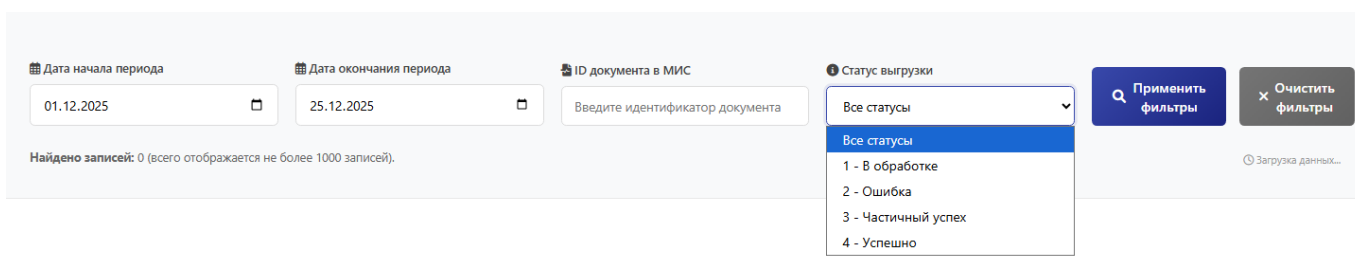 Дата начала периода
Дата окончания периода
ID документа в МИС
Статус выгрузки
01.12.2025
25.12.2025
Введите идентификатор документа
Все статусы
Применить
фильтры
Очистить
фильтры
Все статусы
1 - В обработке
2 - Ошибка
3 - Частичный успех
4 - Успешно
Найдено записей: 0 (всего отображается не более 1000 записей).
Загрузка данных...